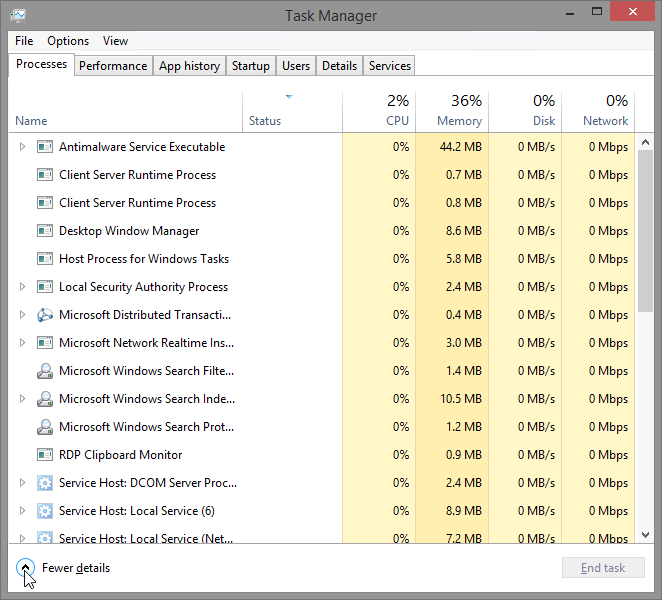 Task Manager
File Options View
Processes Performance App history Startup Users Details Services
2% 36% 0% 0%
Name Status CPU Memory Disk Network
Antimalware Service Executable 0% 44.2 MB 0 MB/s 0 Mbps
Client Server Runtime Process 0% 0.7 MB 0 MB/s 0 Mbps
Client Server Runtime Process 0% 0.8 MB 0 MB/s 0 Mbps
Desktop Window Manager 0% 8.6 MB 0 MB/s 0 Mbps
Host Process for Windows Tasks 0% 5.8 MB 0 MB/s 0 Mbps
Local Security Authority Process 0% 2.4 MB 0 MB/s 0 Mbps
Microsoft Distributed Transacti... 0% 0.4 MB 0 MB/s 0 Mbps
Microsoft Network Realtime Ins... 0% 3.0 MB 0 MB/s 0 Mbps
Microsoft Windows Search Filte... 0% 1.4 MB 0 MB/s 0 Mbps
Microsoft Windows Search Inde... 0% 10.5 MB 0 MB/s 0 Mbps
Microsoft Windows Search Prot... 0% 1.2 MB 0 MB/s 0 Mbps
RDP Clipboard Monitor 0% 0.9 MB 0 MB/s 0 Mbps
Service Host: DCOM Server Proc... 0% 2.4 MB 0 MB/s 0 Mbps
Service Host: Local Service (6) 0% 8.9 MB 0 MB/s 0 Mbps
Service Host: Local Service (Net... 0% 7.2 MB 0 MB/s 0 Mbps
Fewer details End task